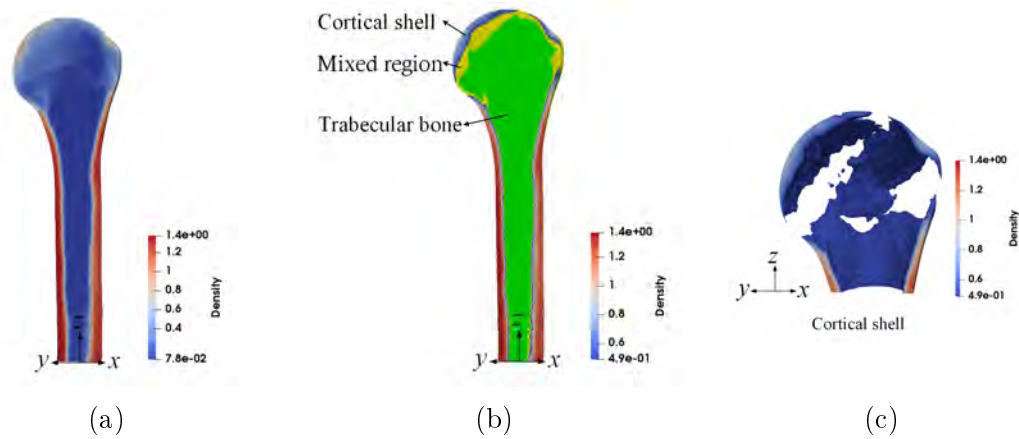 Cortical shell
Mixed region
Trabecular bone
1.4e+00
1.2
1
0.8
0.6
0.4
7.8e-02
Density
y
x
1.4e+00
1.2
1
0.8
0.6
4.9e-01
Density
y
x
1.4e+00
1.2
1
0.8
0.6
4.9e-01
Density
z
y
x
Cortical shell
(a)
(b)
(c)